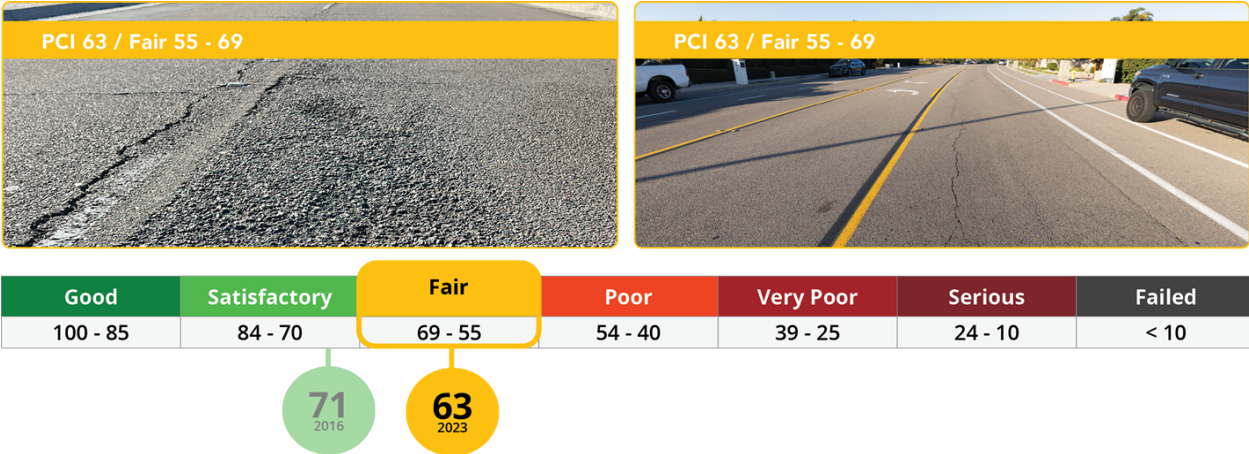 PCI 63 / Fair 55 - 69
PCI 63 / Fair 55 - 69
Good Satisfactory Fair Poor Very Poor Serious Failed
100 - 85 84 - 70 69 - 55 54 - 40 39 - 25 24 - 10 < 10
71 63
2016 2023